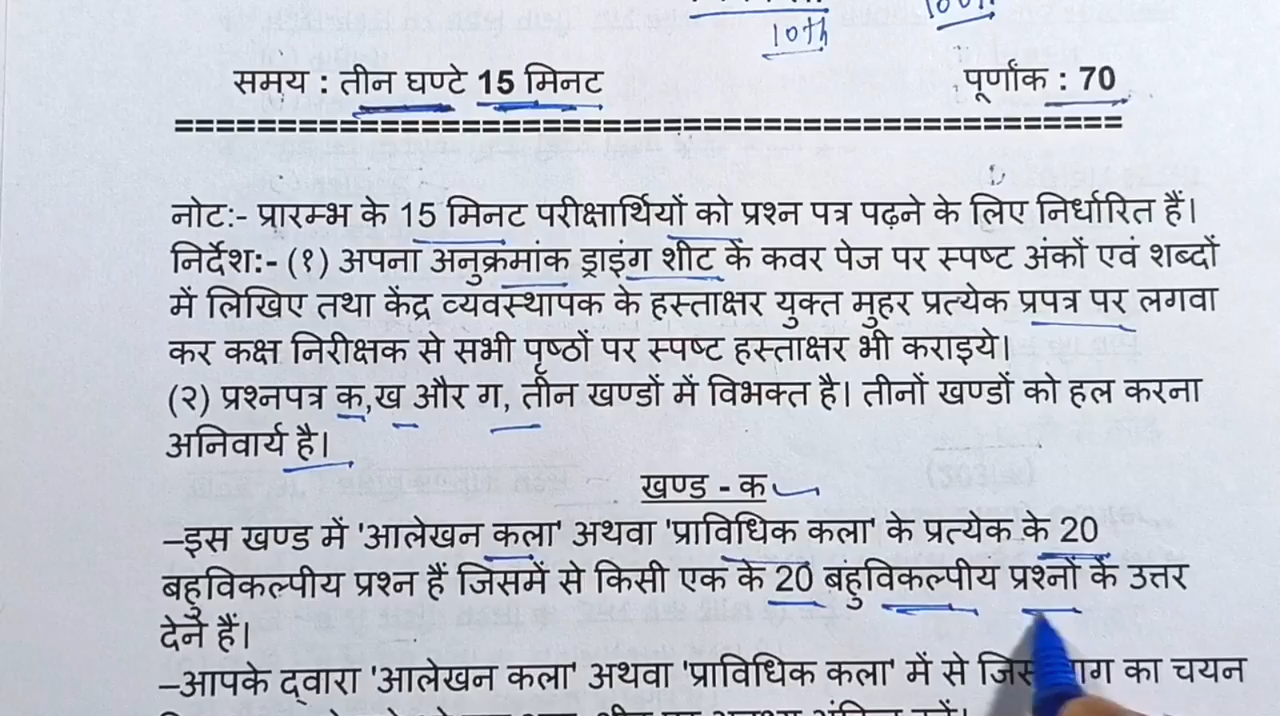 10th
समय : तीन घण्टे 15 मिनट पूर्णांक : 70
नोट:- प्रारम्भ के 15 मिनट परीक्षार्थियों को प्रश्न पत्र पढ़ने के लिए निर्धारित हैं।
निर्देश:- (१) अपना अनुक्रमांक ड्राइंग शीट के कवर पेज पर स्पष्ट अंकों एवं शब्दों
में लिखिए तथा केंद्र व्यवस्थापक के हस्ताक्षर युक्त मुहर प्रत्येक प्रपत्र पर लगवा
कर कक्ष निरीक्षक से सभी पृष्ठों पर स्पष्ट हस्ताक्षर भी कराइये।
(२) प्रश्नपत्र क,ख और ग, तीन खण्डों में विभक्त है। तीनों खण्डों को हल करना
अनिवार्य है।
खण्ड - क
–इस खण्ड में 'आलेखन कला' अथवा 'प्राविधिक कला' के प्रत्येक के 20
बहुविकल्पीय प्रश्न हैं जिसमें से किसी एक के 20 बहुविकल्पीय प्रश्नों के उत्तर
देने हैं।
–आपके द्वारा 'आलेखन कला' अथवा 'प्राविधिक कला' में से जिस का चयन